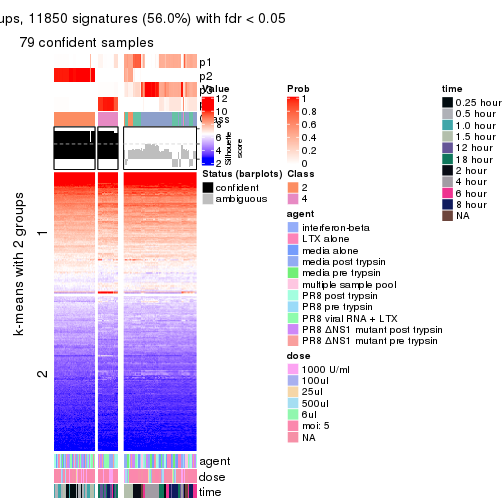 ups, 11850 signatures (56.0%) with fdr < 0.05
79 confident samples
p1
p2
Class
Silhouette
score
k-means with 2 groups
1
2
agent
dose
time
Value
12
10
8
6
4
2
Status (barplots)
confident
ambiguous
Prob
1
0.8
0.6
0.4
0.2
0
Class
2
4
agent
interferon-beta
LTX alone
media alone
media post trypsin
media pre trypsin
multiple sample pool
PR8 post trypsin
PR8 pre trypsin
PR8 viral RNA + LTX
PR8 ΔNS1 mutant post trypsin
PR8 ΔNS1 mutant pre trypsin
dose
1000 U/ml
100ul
25ul
500ul
6ul
moi: 5
NA
time
0.25 hour
0.5 hour
1.0 hour
1.5 hour
12 hour
18 hour
2 hour
4 hour
6 hour
8 hour
NA